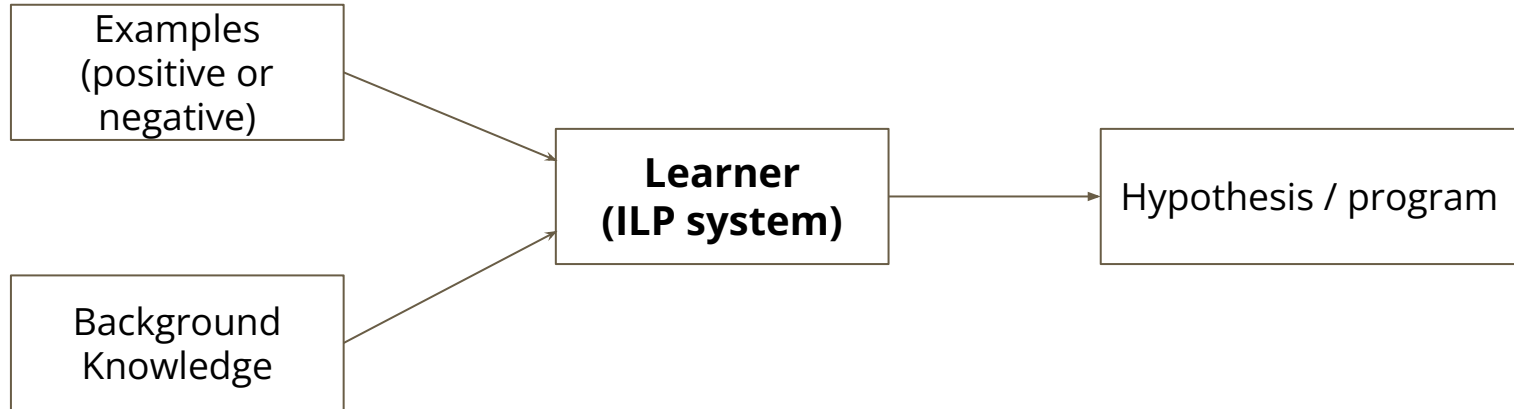 Examples
(positive or
negative)
Learner
(ILP system)
Hypothesis / program
Background
Knowledge